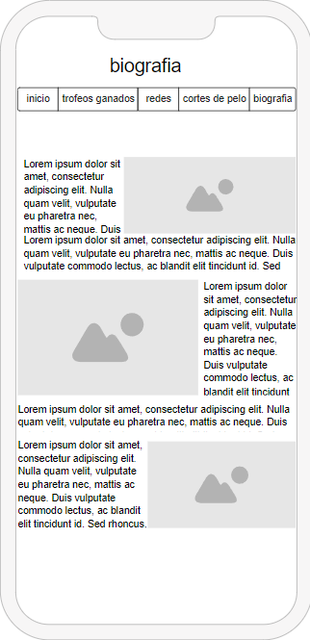 biografia
inicio trofeos ganados redes cortes de pelo biografia
Lorem ipsum dolor sit
amet, consectetur
adipiscing elit. Nulla
quam velit, vulputate
eu pharetra nec,
mattis ac neque. Duis
Lorem ipsum dolor sit amet, consectetur adipiscing elit. Nulla
quam velit, vulputate eu pharetra nec, mattis ac neque. Duis
vulputate commodo lectus, ac blandit elit tincidunt id. Sed
Lorem ipsum dolor
sit amet, consectetur
adipiscing elit. Nulla
quam velit, vulputate
eu pharetra nec,
mattis ac neque.
Duis vulputate
commodo lectus, ac
blandit elit tincidunt
Lorem ipsum dolor sit amet, consectetur adipiscing elit. Nulla
quam velit, vulputate eu pharetra nec, mattis ac neque. Duis
Lorem ipsum dolor sit amet,
consectetur adipiscing elit.
Nulla quam velit, vulputate
eu pharetra nec, mattis ac
neque. Duis vulputate
commodo lectus, ac blandit
elit tincidunt id. Sed rhoncus.